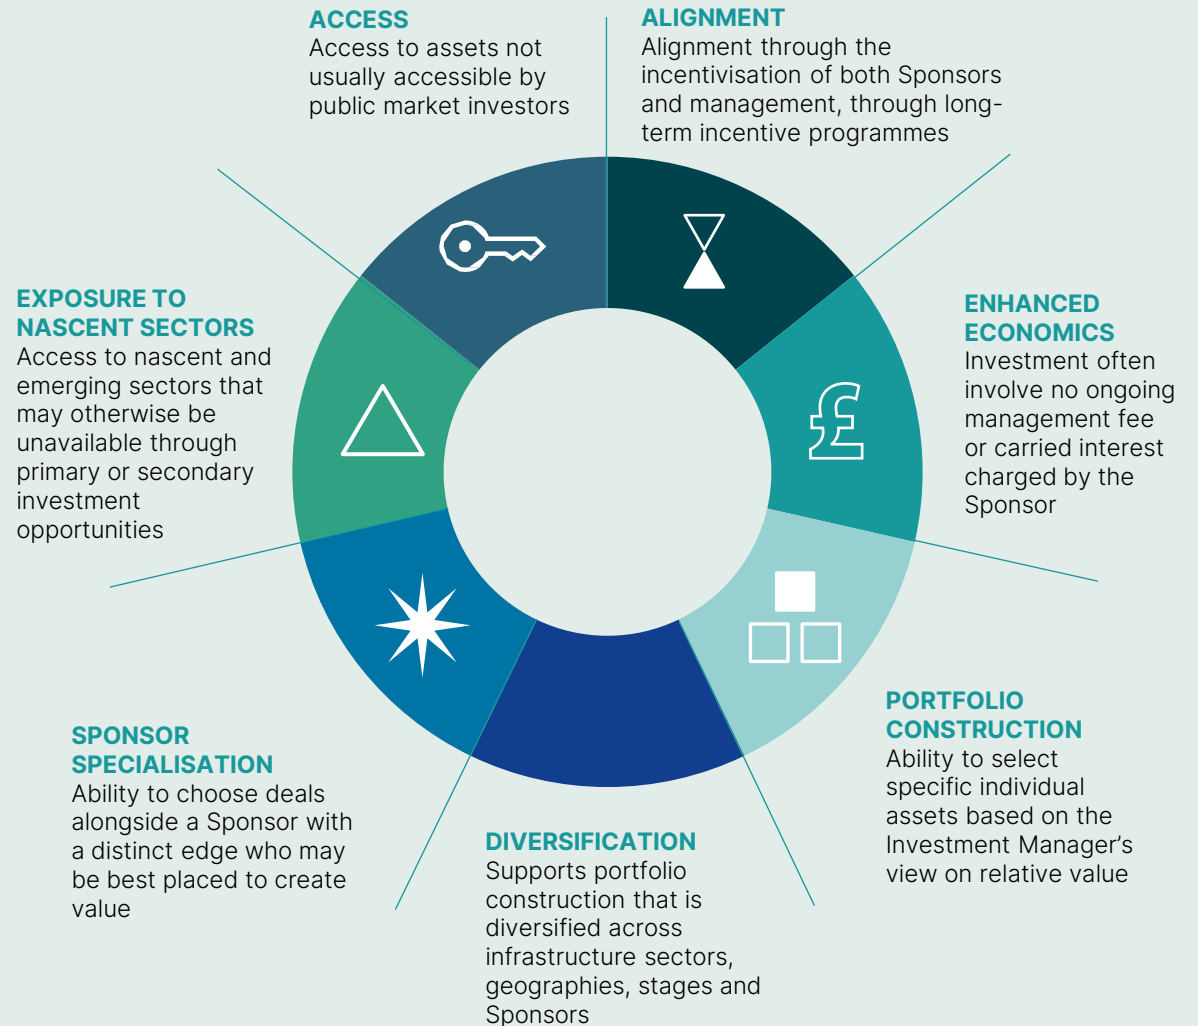 ACCESS
Access to assets not
usually accessible by
public market investors
ALIGNMENT
Alignment through the
incentivisation of both Sponsors
and management, through long-
term incentive programmes
EXPOSURE TO
NASCENT SECTORS
Access to nascent and
emerging sectors that
may otherwise be
unavailable through
primary or secondary
investment
opportunities
ENHANCED
ECONOMICS
Investment often
involve no ongoing
management fee
or carried interest
charged by the
Sponsor
£
SPONSOR
SPECIALISATION
Ability to choose deals
alongside a Sponsor with
a distinct edge who may
be best placed to create
value
DIVERSIFICATION
Supports portfolio
construction that is
diversified across
infrastructure sectors,
geographies, stages and
Sponsors
PORTFOLIO
CONSTRUCTION
Ability to select
specific individual
assets based on the
Investment Manager's
view on relative value